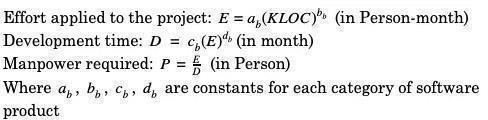 Effort applied to the project: E = a_b(KLOC)^{b_b} (in Person-month)
Development time: D = c_b(E)^{d_b} (in month)
Manpower required: P = \frac{E}{D} (in Person)
Where a_b, b_b, c_b, d_b are constants for each category of software
product